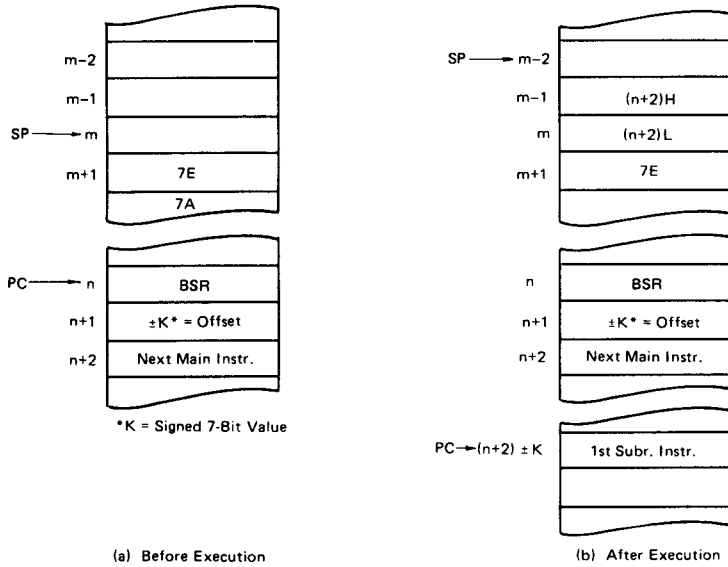 m-2
m-1
SP m
m+1 7E
7A
PC n BSR
n+1 ±K* = Offset
n+2 Next Main Instr.
*K = Signed 7-Bit Value
(a) Before Execution
SP m-2
m-1 (n+2)H
m (n+2)L
m+1 7E
n BSR
n+1 ±K* = Offset
n+2 Next Main Instr.
PC (n+2) ±K 1st Subr. Instr.
(b) After Execution